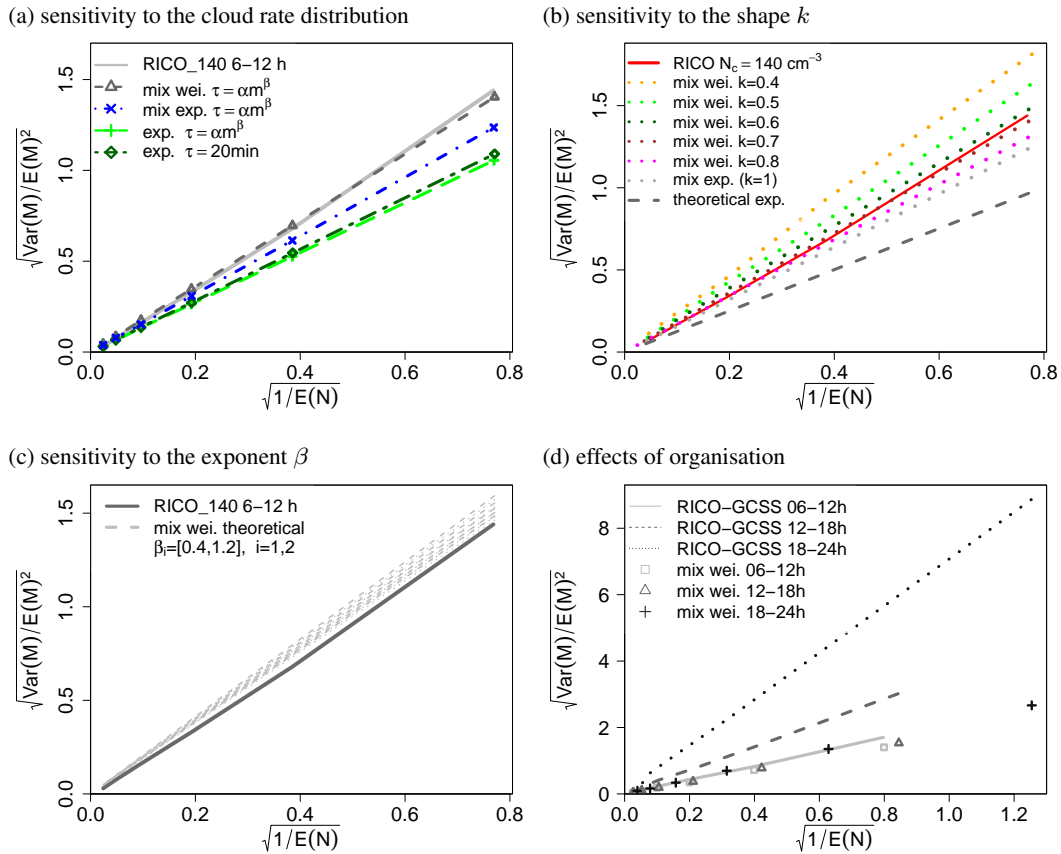 (a) sensitivity to the cloud rate distribution
RICO_140 6−12 h
mix wei. τ = αm^β
mix exp. τ = αm^β
exp. τ = αm^β
exp. τ = 20min
√Var(M)/E(M)²
0.0 0.5 1.0 1.5
0.0 0.2 0.4 0.6 0.8
√1/E(N)
(b) sensitivity to the shape k
RICO N_c = 140 cm⁻³
mix wei. k=0.4
mix wei. k=0.5
mix wei. k=0.6
mix wei. k=0.7
mix wei. k=0.8
mix exp. (k=1)
theoretical exp.
√Var(M)/E(M)²
0.0 0.5 1.0 1.5
0.0 0.2 0.4 0.6 0.8
√1/E(N)
(c) sensitivity to the exponent β
RICO_140 6−12 h
mix wei. theoretical
β_i=[0.4,1.2], i=1,2
√Var(M)/E(M)²
0.0 0.5 1.0 1.5
0.0 0.2 0.4 0.6 0.8
√1/E(N)
(d) effects of organisation
RICO−GCSS 06−12h
RICO−GCSS 12−18h
RICO−GCSS 18−24h
mix wei. 06−12h
mix wei. 12−18h
mix wei. 18−24h
√Var(M)/E(M)²
0 2 4 6 8
0.0 0.2 0.4 0.6 0.8 1.0 1.2
√1/E(N)